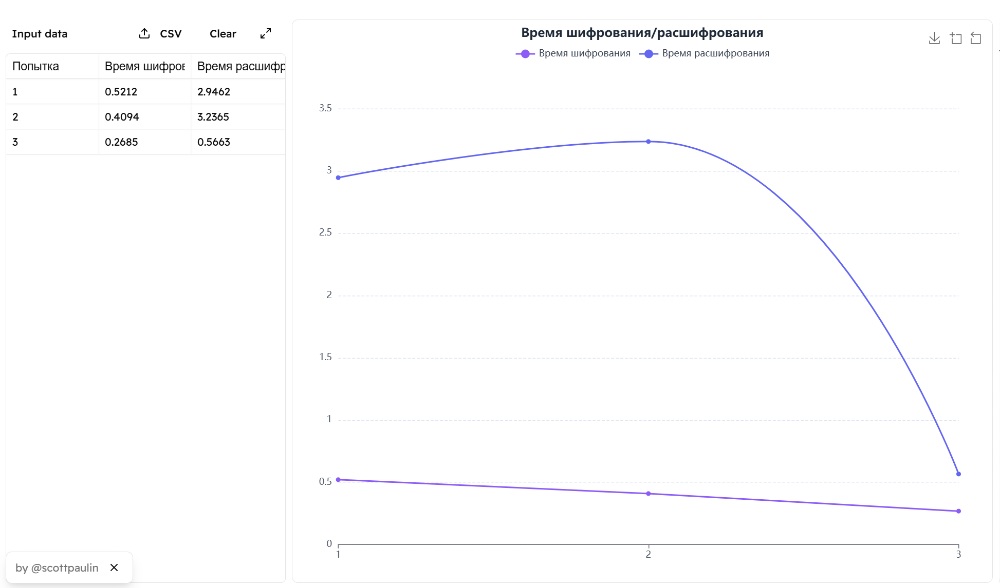 Input data
CSV
Clear
Попытка Время шифров Время расшифр
1 0.5212 2.9462
2 0.4094 3.2365
3 0.2685 0.5663
by @scottpaulin
Время шифрования/расшифрования
Время шифрования Время расшифрования
3.5
3
2.5
2
1.5
1
0.5
0
1 2 3